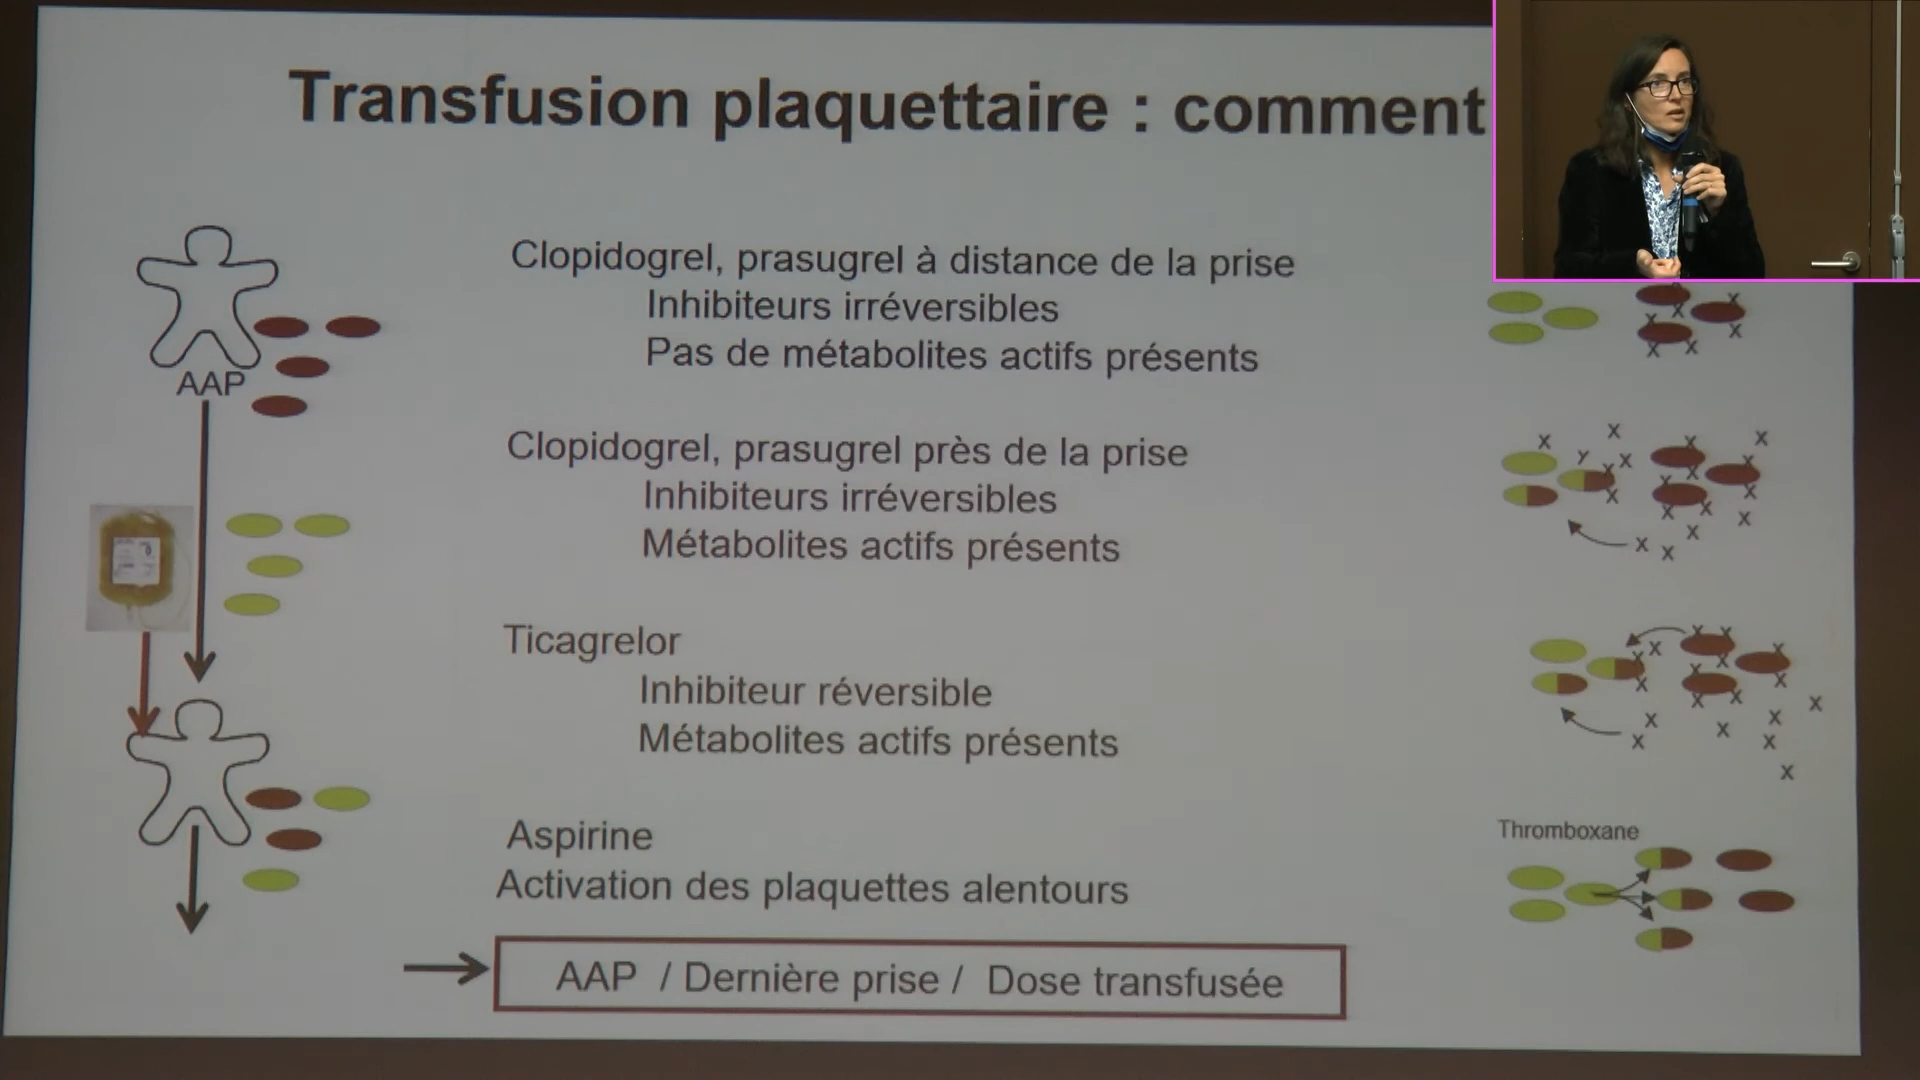 Transfusion plaquettaire : comment
Clopidogrel, prasugrel à distance de la prise
Inhibiteurs irréversibles
Pas de métabolites actifs présents
AAP
Clopidogrel, prasugrel près de la prise
Inhibiteurs irréversibles
Métabolites actifs présents
Ticagrelor
Inhibiteur réversible
Métabolites actifs présents
Aspirine
Activation des plaquettes alentours
Thromboxane
AAP / Dernière prise / Dose transfusée